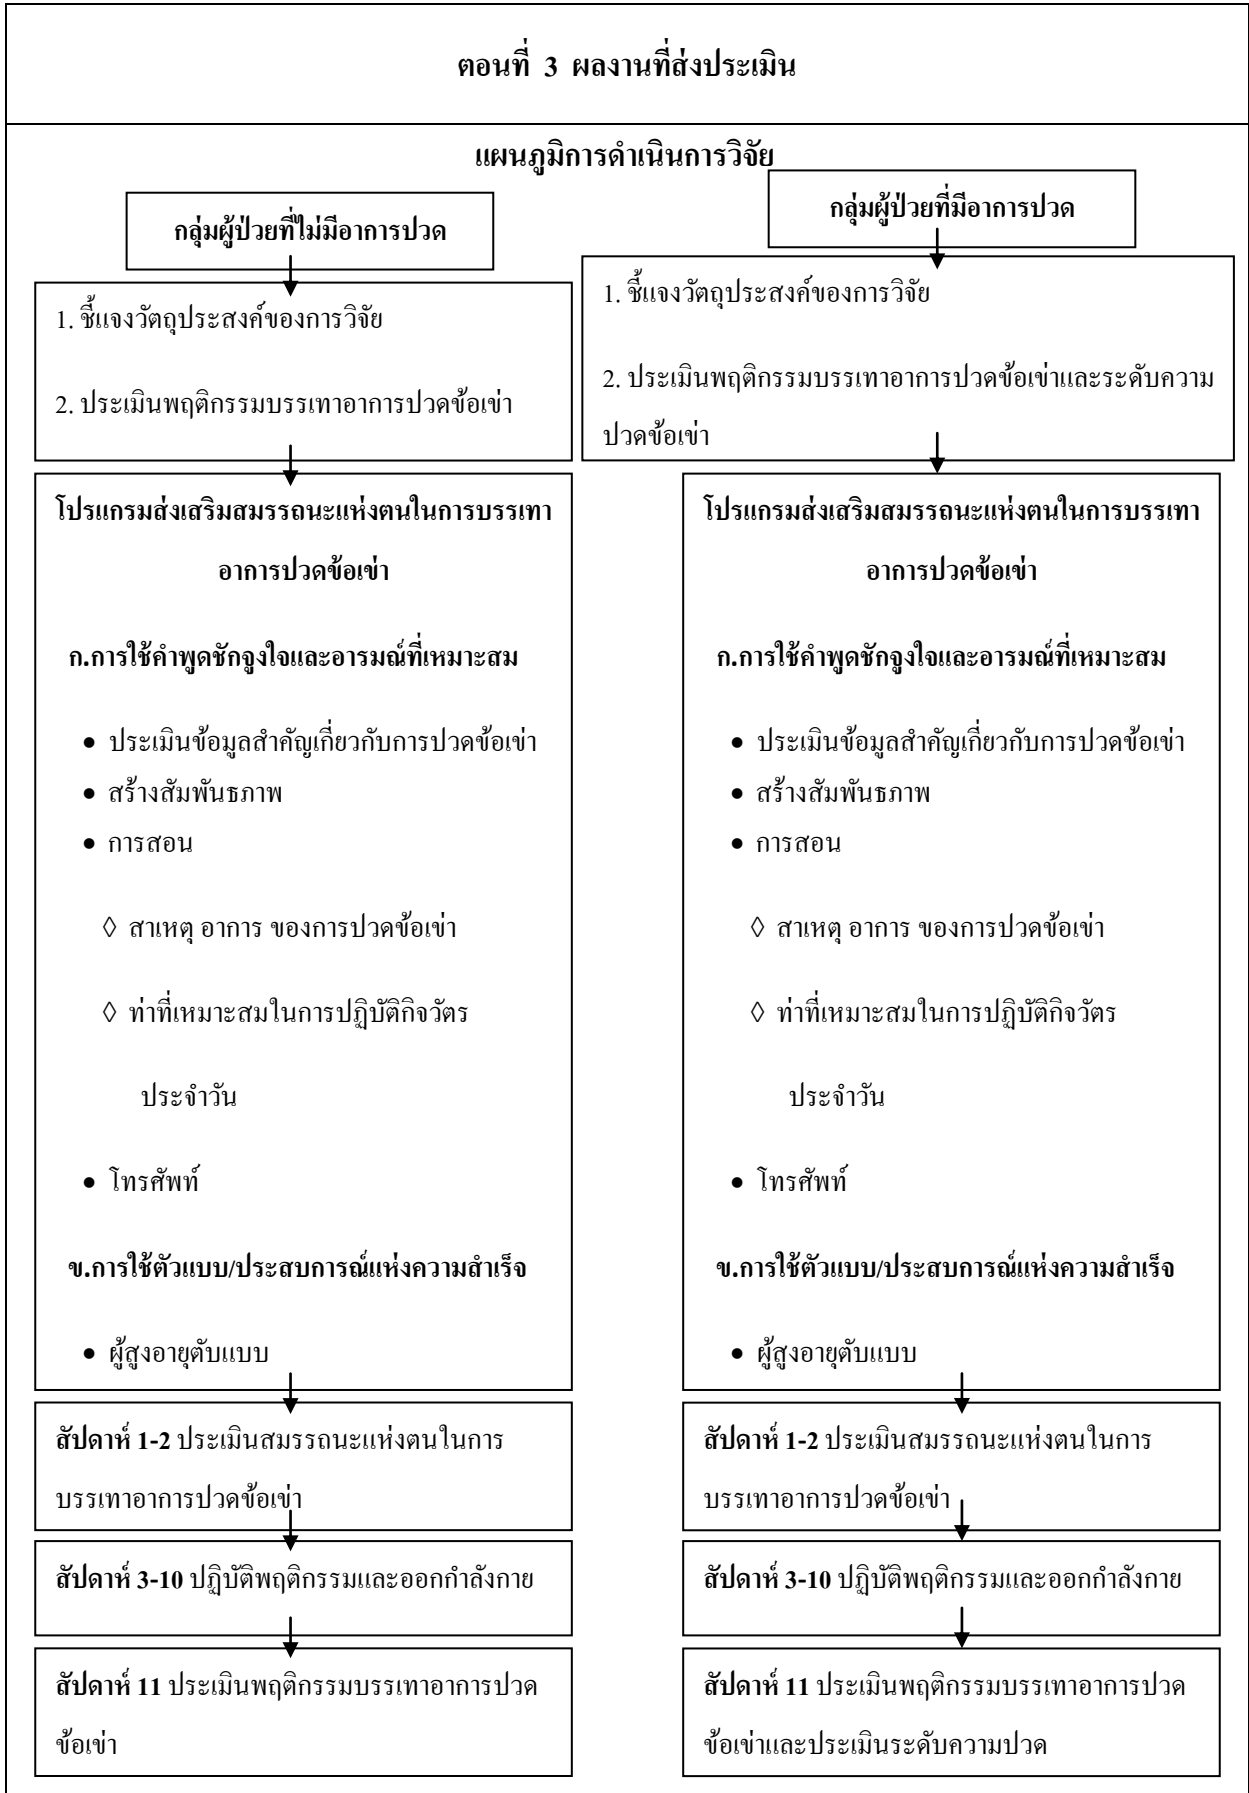 ตอนที่ 3 ผลงานที่ส่งประเมิน
แผนภูมิการดำเนินการวิจัย
กลุ่มผู้ป่วยที่ไม่มีอาการปวด
1. ชี้แจงวัตถุประสงค์ของการวิจัย
2. ประเมินพฤติกรรมบรรเทาอาการปวดข้อเข่า
โปรแกรมส่งเสริมสมรรถนะแห่งตนในการบรรเทา
อาการปวดข้อเข่า
ก.การใช้คำพูดชักจูงใจและอารมณ์ที่เหมาะสม
• ประเมินข้อมูลสำคัญเกี่ยวกับการปวดข้อเข่า
• สร้างสัมพันธภาพ
• การสอน
◊ สาเหตุ อาการ ของการปวดข้อเข่า
◊ ท่าที่เหมาะสมในการปฏิบัติกิจวัตร
ประจำวัน
• โทรศัพท์
ข.การใช้ตัวแบบ/ประสบการณ์แห่งความสำเร็จ
• ผู้สูงอายุตับแบบ
สัปดาห์ 1-2 ประเมินสมรรถนะแห่งตนในการ
บรรเทาอาการปวดข้อเข่า
สัปดาห์ 3-10 ปฏิบัติพฤติกรรมและออกกำลังกาย
สัปดาห์ 11 ประเมินพฤติกรรมบรรเทาอาการปวด
ข้อเข่า
กลุ่มผู้ป่วยที่มีอาการปวด
1. ชี้แจงวัตถุประสงค์ของการวิจัย
2. ประเมินพฤติกรรมบรรเทาอาการปวดข้อเข่าและระดับความ
ปวดข้อเข่า
โปรแกรมส่งเสริมสมรรถนะแห่งตนในการบรรเทา
อาการปวดข้อเข่า
ก.การใช้คำพูดชักจูงใจและอารมณ์ที่เหมาะสม
• ประเมินข้อมูลสำคัญเกี่ยวกับการปวดข้อเข่า
• สร้างสัมพันธภาพ
• การสอน
◊ สาเหตุ อาการ ของการปวดข้อเข่า
◊ ท่าที่เหมาะสมในการปฏิบัติกิจวัตร
ประจำวัน
• โทรศัพท์
ข.การใช้ตัวแบบ/ประสบการณ์แห่งความสำเร็จ
• ผู้สูงอายุตับแบบ
สัปดาห์ 1-2 ประเมินสมรรถนะแห่งตนในการ
บรรเทาอาการปวดข้อเข่า
สัปดาห์ 3-10 ปฏิบัติพฤติกรรมและออกกำลังกาย
สัปดาห์ 11 ประเมินพฤติกรรมบรรเทาอาการปวด
ข้อเข่าและประเมินระดับความปวด